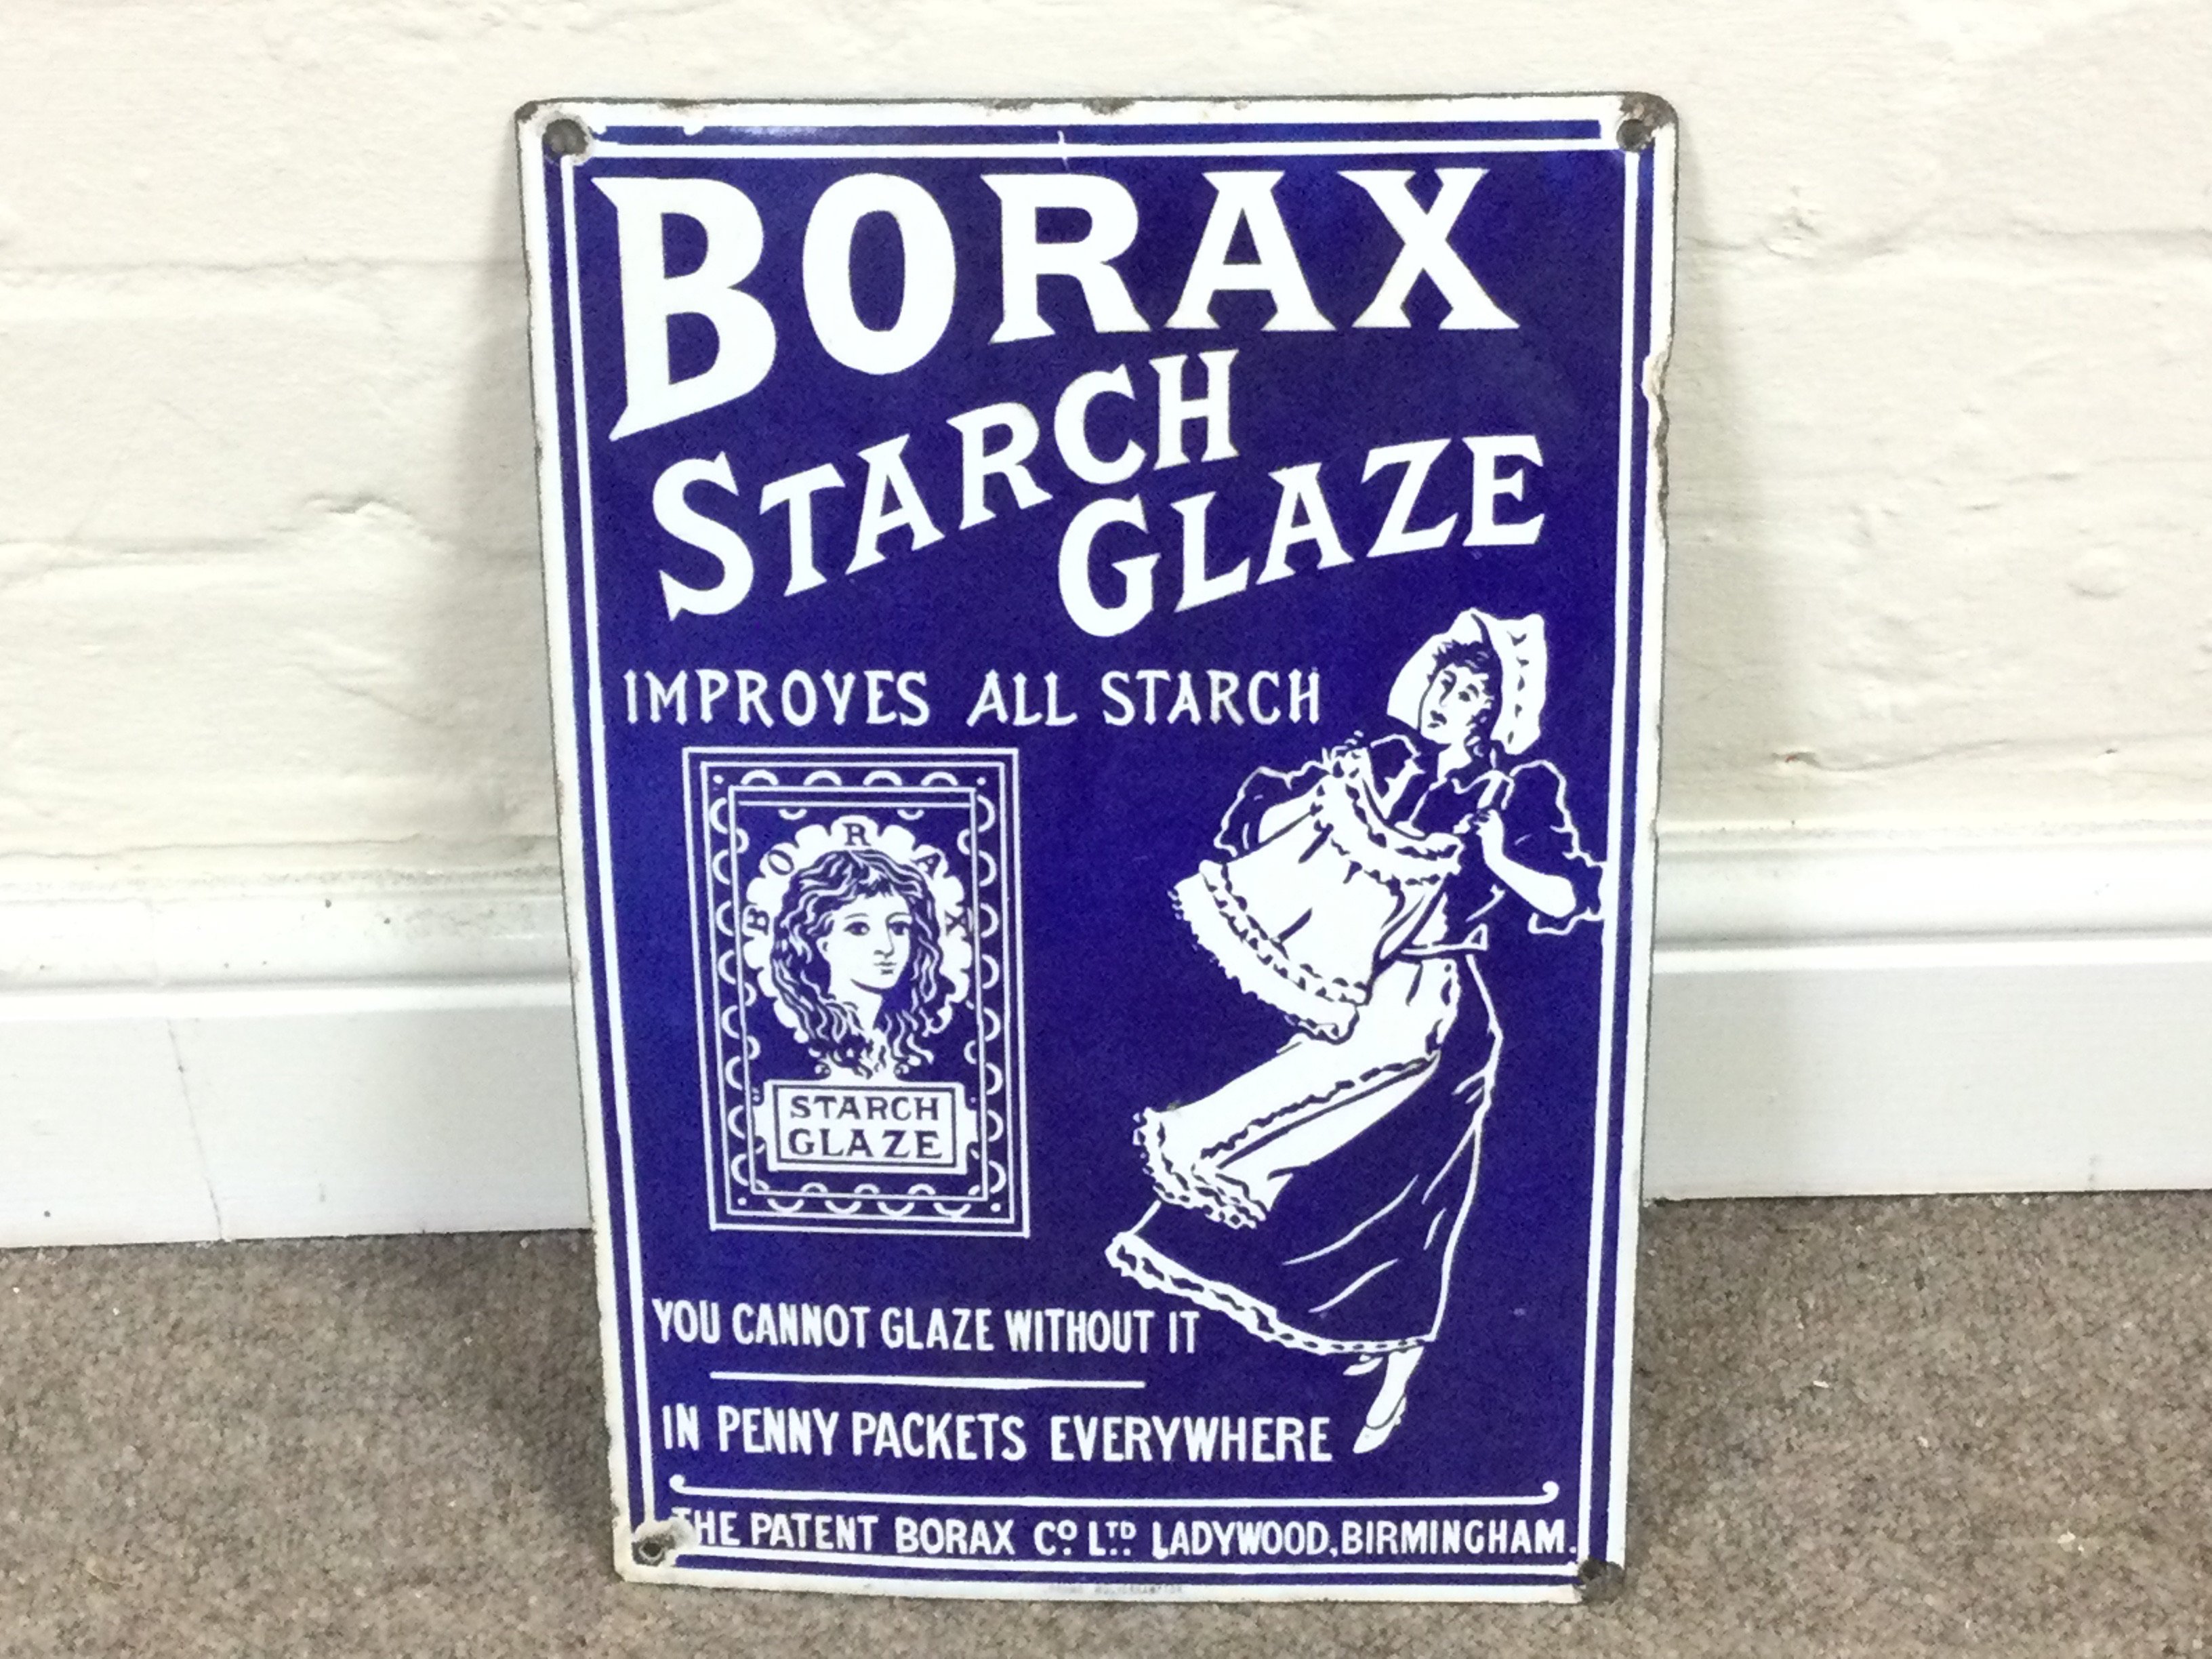 BORAX
STARCH
GLAZE
IMPROVES ALL STARCH
BORAX
STARCH
GLAZE
YOU CANNOT GLAZE WITHOUT IT
IN PENNY PACKETS EVERYWHERE
THE PATENT BORAX CO. LTD. LADYWOOD, BIRMINGHAM.